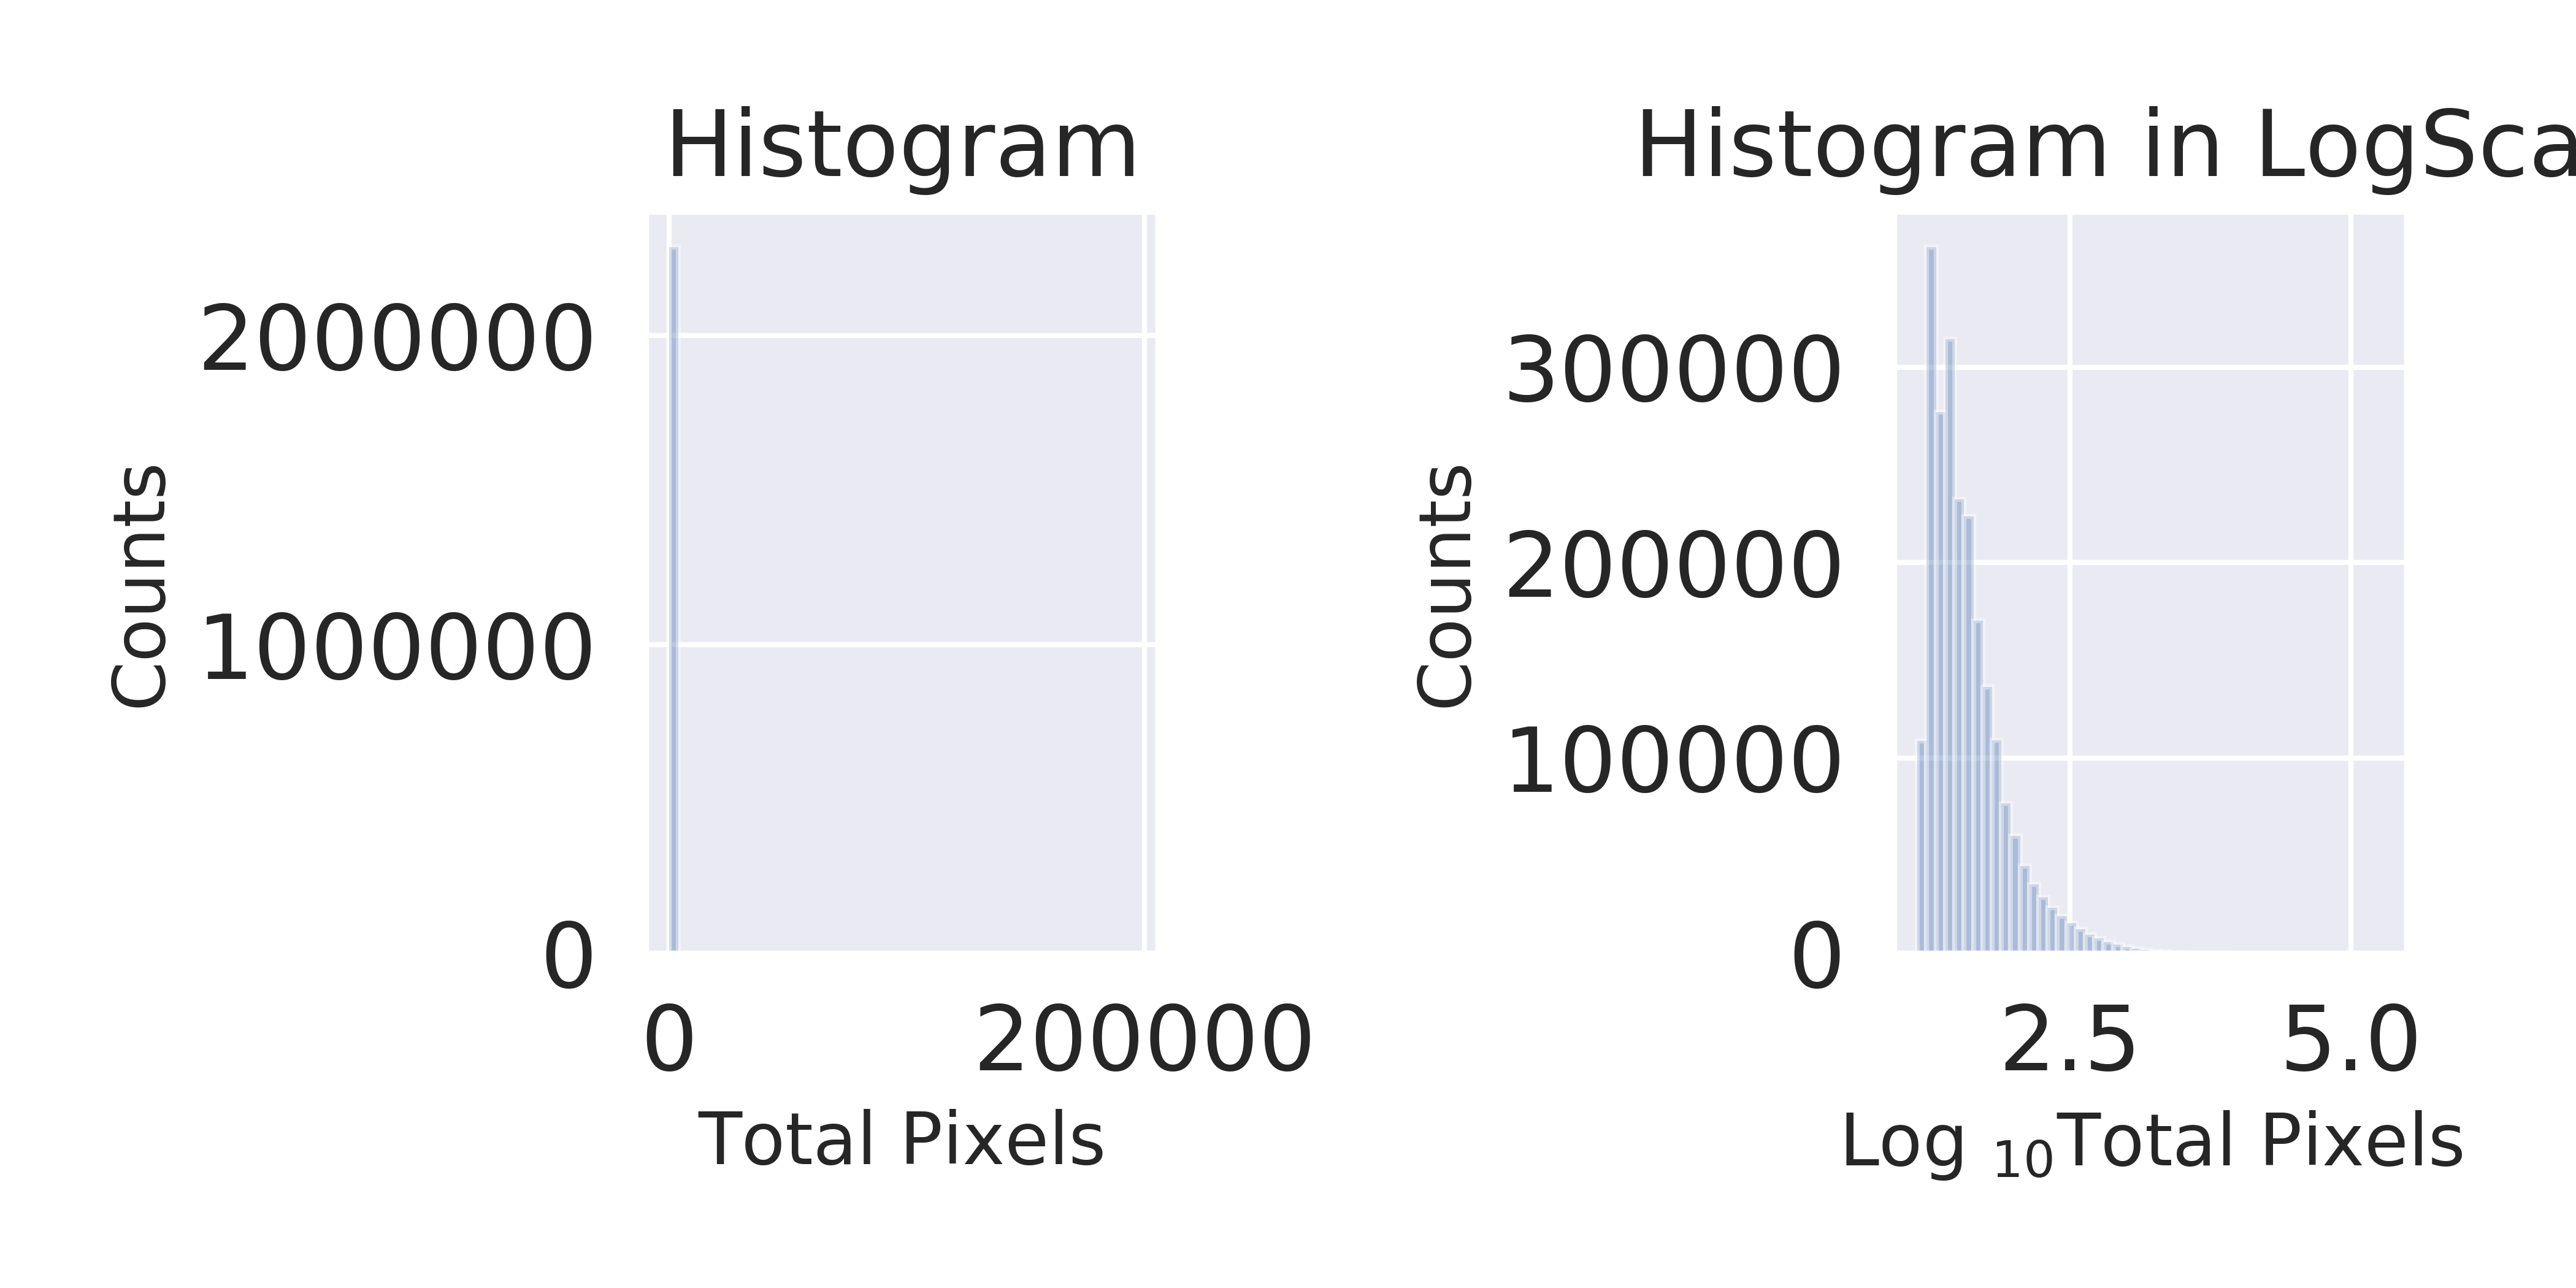 Histogram
Counts
2000000
1000000
0
0 200000
Total Pixels
Histogram in LogSca
Counts
300000
200000
100000
0
2.5 5.0
Log 10Total Pixels